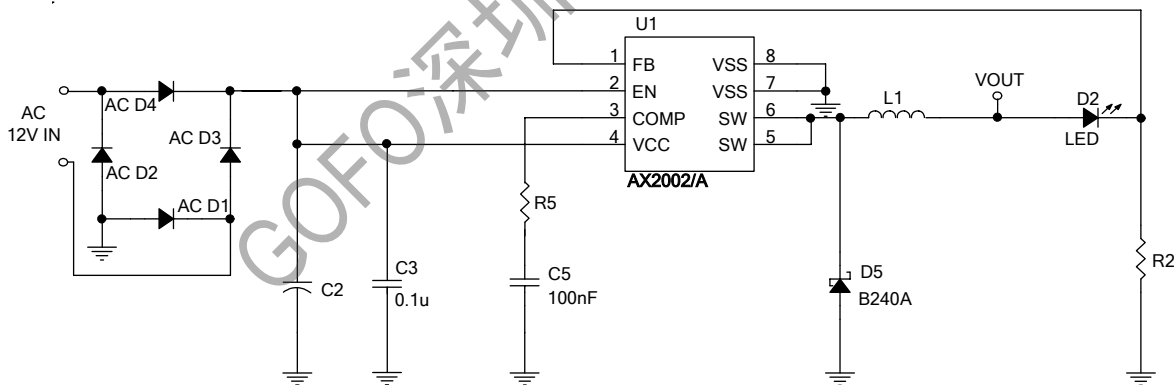 U1
AX2002/A
1 FB
2 EN
3 COMP
4 VCC
VSS 8
VSS 7
SW 6
SW 5
AC
12V IN
AC D4
AC D3
AC D2
AC D1
C2
C3
0.1u
R5
C5
100nF
L1
VOUT
D2
LED
D5
B240A
R2
GOFO深圳